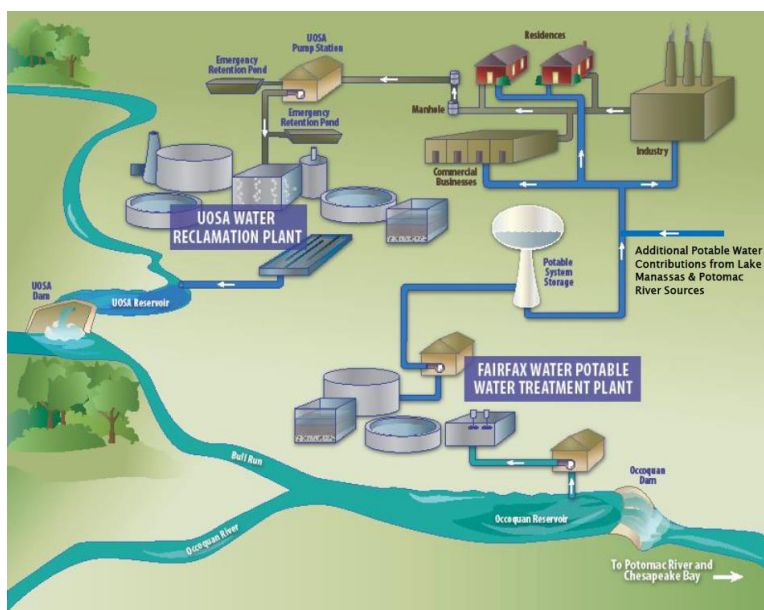 UOSA
Pump Station
Residences
Emergency
Retention Pond
Manhole
Emergency
Retention Pond
Industry
Commercial
Businesses
UOSA WATER
RECLAMATION PLANT
Additional Potable Water
Contributions from Lake
Manassas & Potomac
River Sources
Potable
System
Storage
UOSA
Dam
UOSA Reservoir
FAIRFAX WATER POTABLE
WATER TREATMENT PLANT
Bull Run
Occoquan
Dam
Occoquan Reservoir
Occoquan River
To Potomac River and
Chesapeake Bay